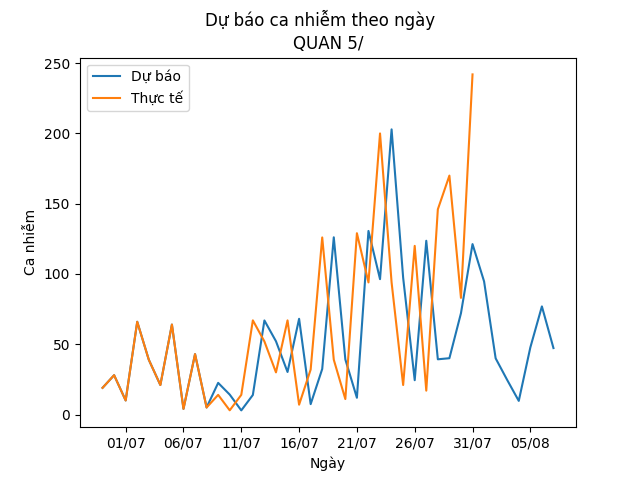 Dự báo ca nhiễm theo ngày
QUAN 5/
Dự báo
Thực tế
250
200
150
100
50
0
Ca nhiễm
01/07 06/07 11/07 16/07 21/07 26/07 31/07 05/08
Ngày